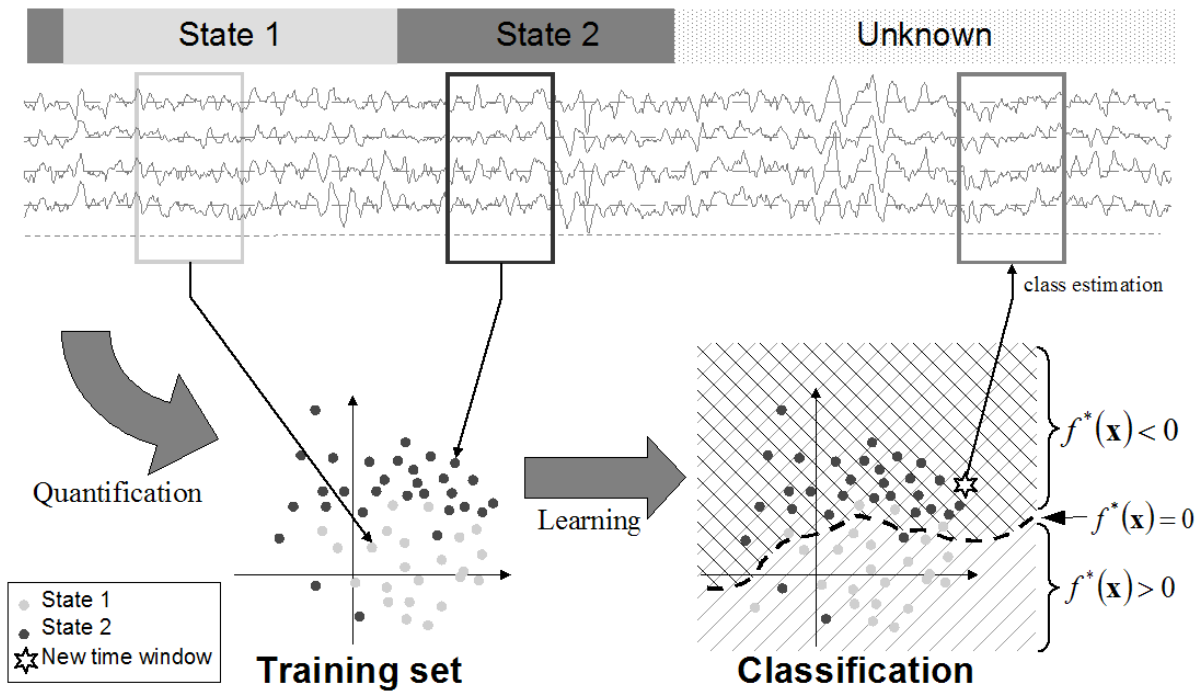 State 1
State 2
Unknown
class estimation
Quantification
Learning
f*(x) < 0
f*(x) = 0
f*(x) > 0
State 1
State 2
New time window
Training set
Classification